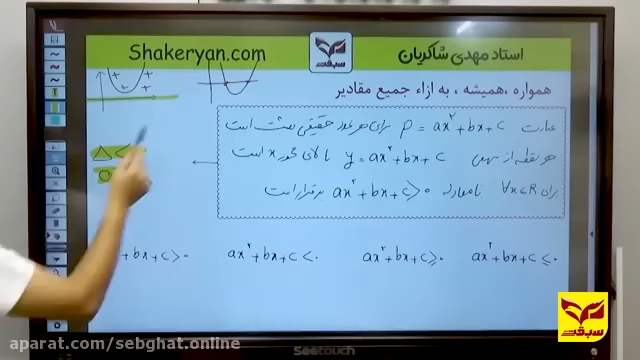 Shakeryan.com
سبقت
استاد مهدی شاکریان
همواره ،همیشه ، به ازاء جمیع مقادیر
عبارت P = ax² + bx + c برای هر عدد حقیقی مثبت است
هر نقطه از سهمی y = ax² + bx + c بالای محور x است
برای ∀x∈R نامعادله ax² + bx + c > 0 برقرار است
Δ <
+ bx + c > 0
ax² + bx + c < 0
ax² + bx + c ≥ 0
ax² + bx + c ≤ 0
سبقت
aparat.com/sebghat.online
seetouch